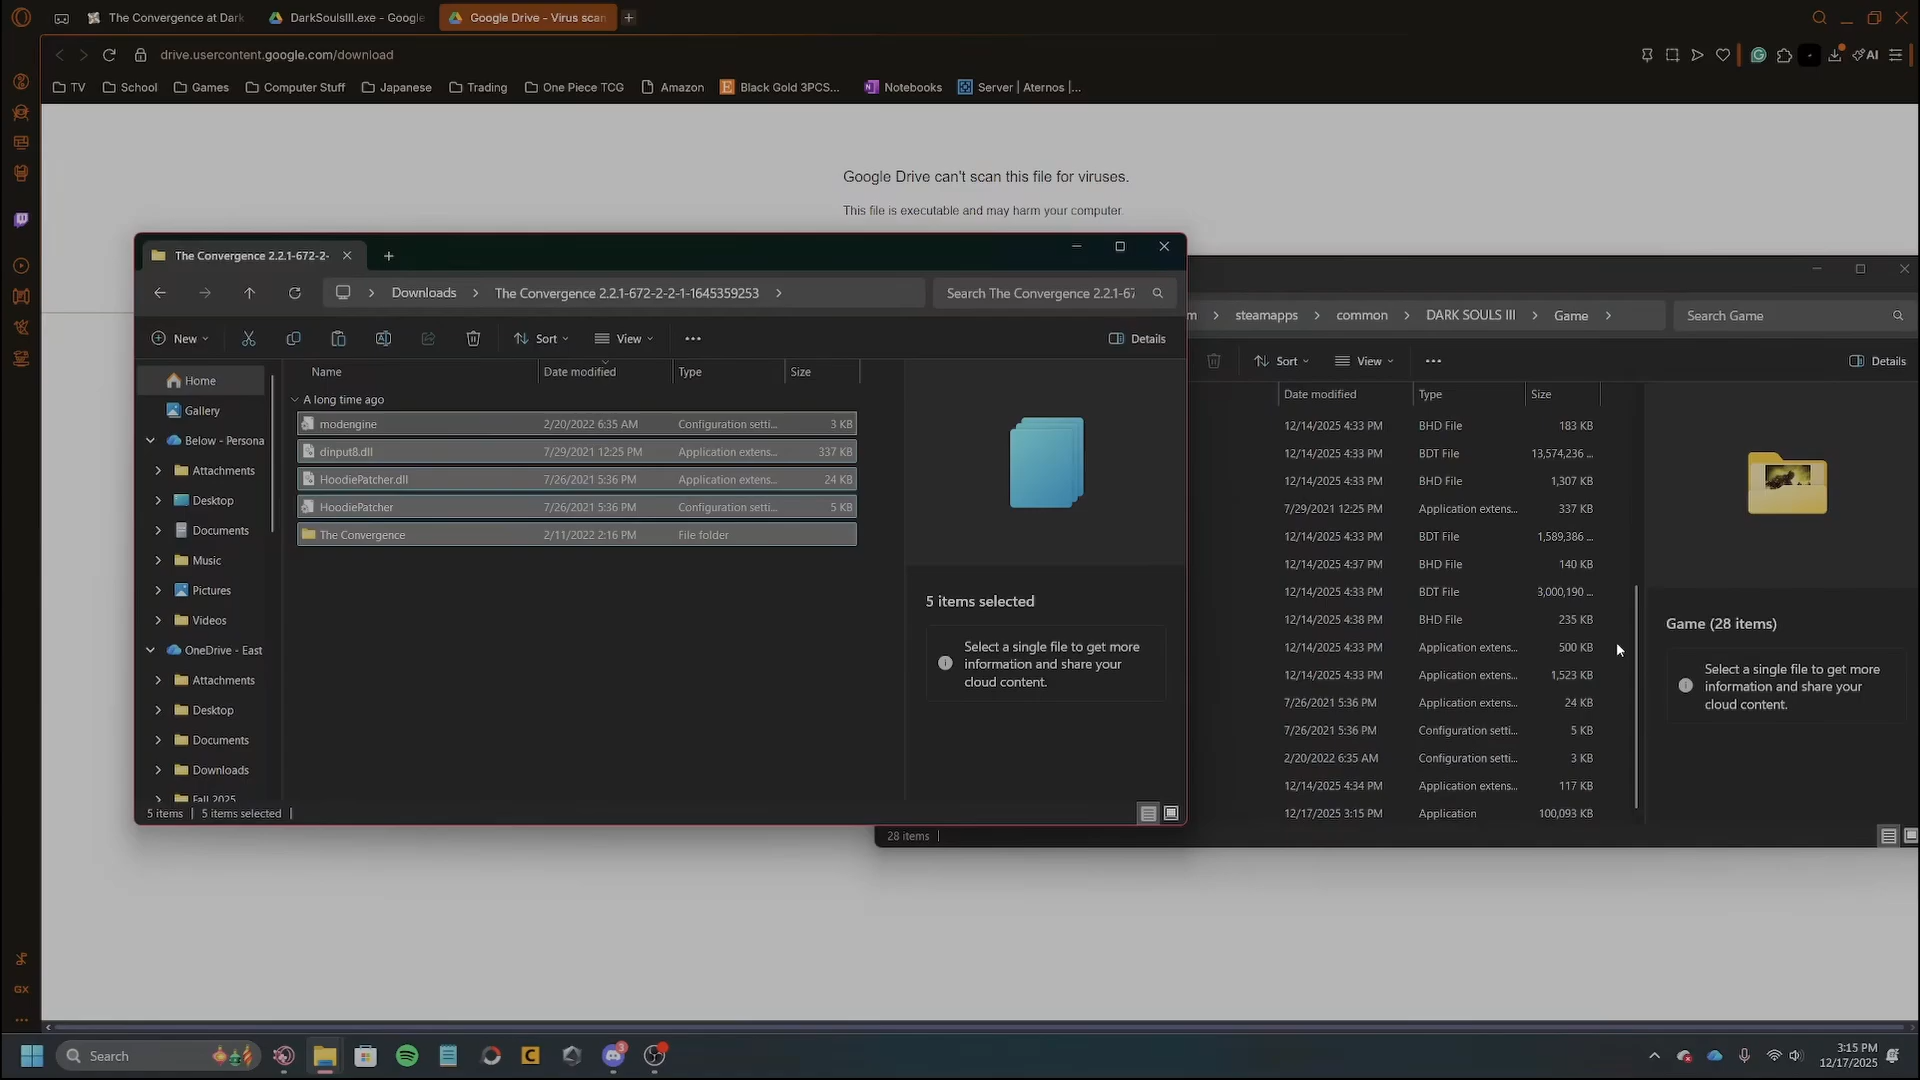 The Convergence at Dark
DarkSoulsIII.exe - Google
Google Drive - Virus scan
drive.usercontent.google.com/download
AI
TV
School
Games
Computer Stuff
Japanese
Trading
One Piece TCG
Amazon
Black Gold 3PCS...
Notebooks
Server | Aternos |...
Google Drive can't scan this file for viruses.
This file is executable and may harm your computer.
The Convergence 2.2.1-672-2-
Downloads
The Convergence 2.2.1-672-2-2-1-1645359253
Search The Convergence 2.2.1-67
New
Sort
View
Details
Home
Gallery
Below - Persona
Attachments
Desktop
Documents
Music
Pictures
Videos
OneDrive - East
Attachments
Desktop
Documents
Downloads
Fall 2025
Name Date modified Type Size
A long time ago
modengine 2/20/2022 6:35 AM Configuration setti... 3 KB
dinput8.dll 7/29/2021 12:25 PM Application extens... 337 KB
HoodiePatcher.dll 7/26/2021 5:36 PM Application extens... 24 KB
HoodiePatcher 7/26/2021 5:36 PM Configuration setti... 5 KB
The Convergence 2/11/2022 2:16 PM File folder
5 items selected
Select a single file to get more
information and share your
cloud content.
5 items
5 items selected
m
steamapps
common
DARK SOULS III
Game
Search Game
Sort
View
Details
Date modified Type Size
12/14/2025 4:33 PM BHD File 183 KB
12/14/2025 4:33 PM BDT File 13,574,236 ...
12/14/2025 4:33 PM BHD File 1,307 KB
7/29/2021 12:25 PM Application extens... 337 KB
12/14/2025 4:33 PM BDT File 1,589,386 ...
12/14/2025 4:37 PM BHD File 140 KB
12/14/2025 4:33 PM BDT File 3,000,190 ...
12/14/2025 4:38 PM BHD File 235 KB
12/14/2025 4:33 PM Application extens... 500 KB
12/14/2025 4:33 PM Application extens... 1,523 KB
7/26/2021 5:36 PM Application extens... 24 KB
7/26/2021 5:36 PM Configuration setti... 5 KB
2/20/2022 6:35 AM Configuration setti... 3 KB
12/14/2025 4:34 PM Application extens... 117 KB
12/17/2025 3:15 PM Application 100,093 KB
Game (28 items)
Select a single file to get more
information and share your
cloud content.
28 items
GX
Search
3
3:15 PM
12/17/2025